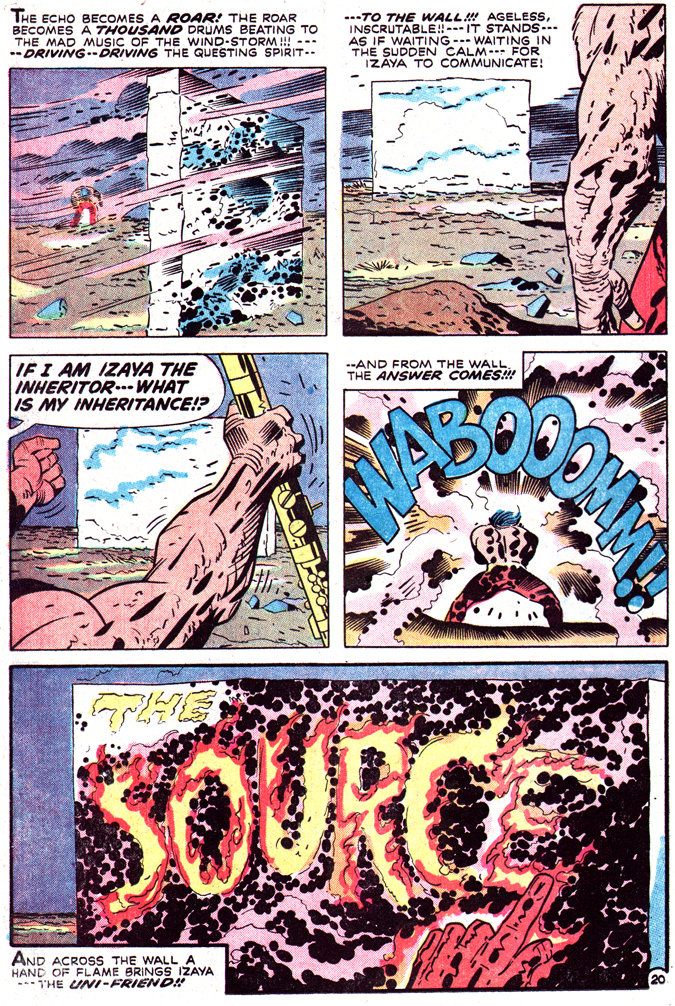 THE ECHO BECOMES A ROAR! THE ROAR
BECOMES A THOUSAND DRUMS BEATING TO
THE MAD MUSIC OF THE WIND-STORM!!! ----
--DRIVING--DRIVING THE QUESTING SPIRIT--
---TO THE WALL!!! AGELESS,
INSCRUTABLE!!---IT STANDS---
AS IF WAITING---WAITING IN
THE SUDDEN CALM--- FOR
IZAYA TO COMMUNICATE!
IF I AM IZAYA THE
INHERITOR---WHAT
IS MY INHERITANCE!?
--AND FROM THE WALL
THE ANSWER COMES!!!
WABOOOOMM!!
THE
SOURCE
AND ACROSS THE WALL A
HAND OF FLAME BRINGS IZAYA
---THE UNI-FRIEND!!
20